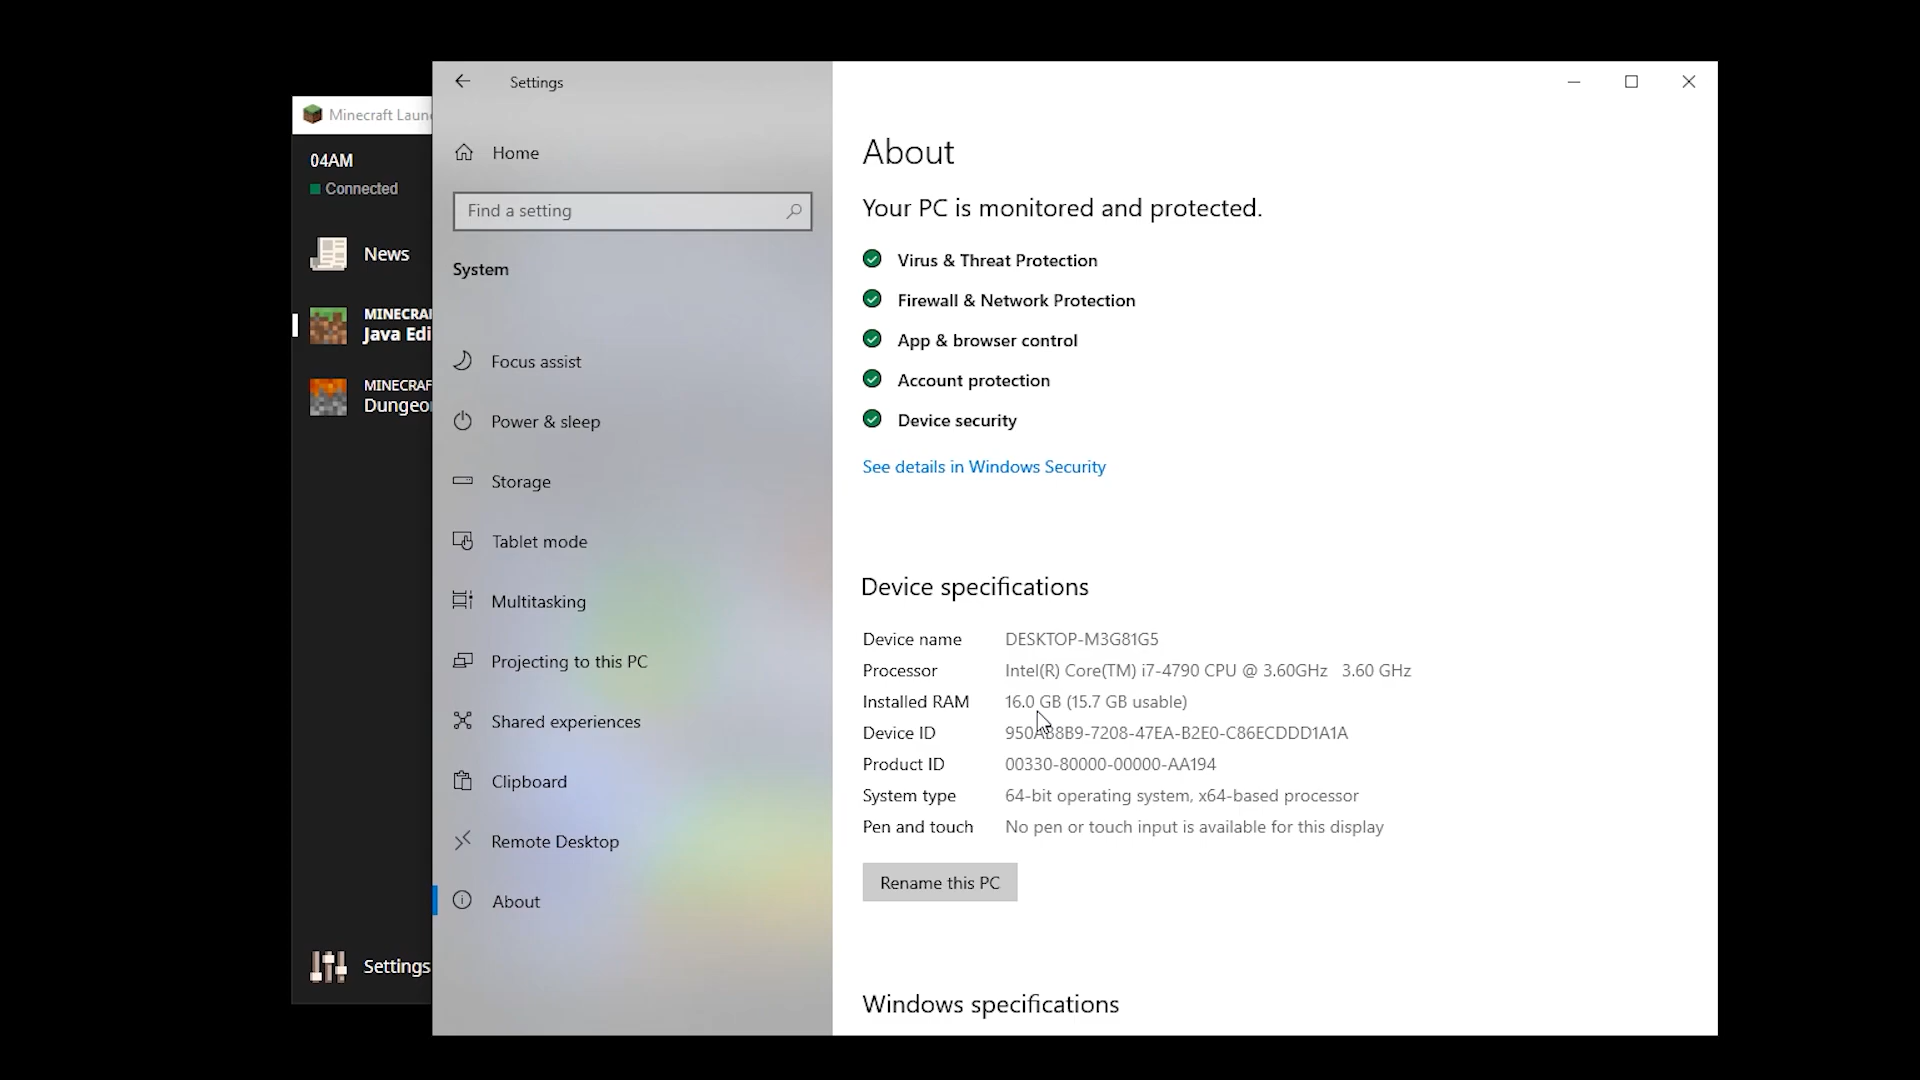 Minecraft Laun
04AM
Connected
News
MINECRA
Java Edi
MINECRAF
Dungeo
Settings
Settings
Home
Find a setting
System
Focus assist
Power & sleep
Storage
Tablet mode
Multitasking
Projecting to this PC
Shared experiences
Clipboard
Remote Desktop
About
About
Your PC is monitored and protected.
Virus & Threat Protection
Firewall & Network Protection
App & browser control
Account protection
Device security
See details in Windows Security
Device specifications
Device name DESKTOP-M3G81G5
Processor Intel(R) Core(TM) i7-4790 CPU @ 3.60GHz 3.60 GHz
Installed RAM 16.0 GB (15.7 GB usable)
Device ID 950AB8B9-7208-47EA-B2E0-C86ECDDD1A1A
Product ID 00330-80000-00000-AA194
System type 64-bit operating system, x64-based processor
Pen and touch No pen or touch input is available for this display
Rename this PC
Windows specifications